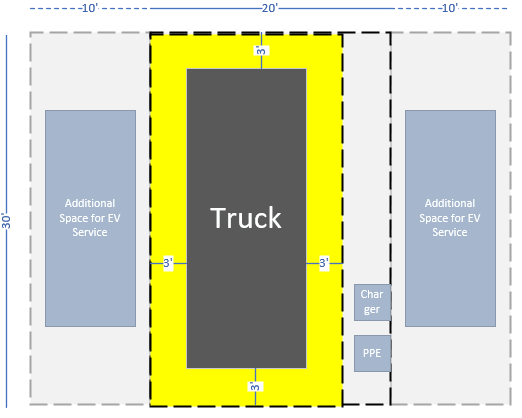 10'
20'
10'
3'
30'
Additional
Space for EV
Service
Truck
Additional
Space for EV
Service
3'
3'
Char
ger
PPE
3'